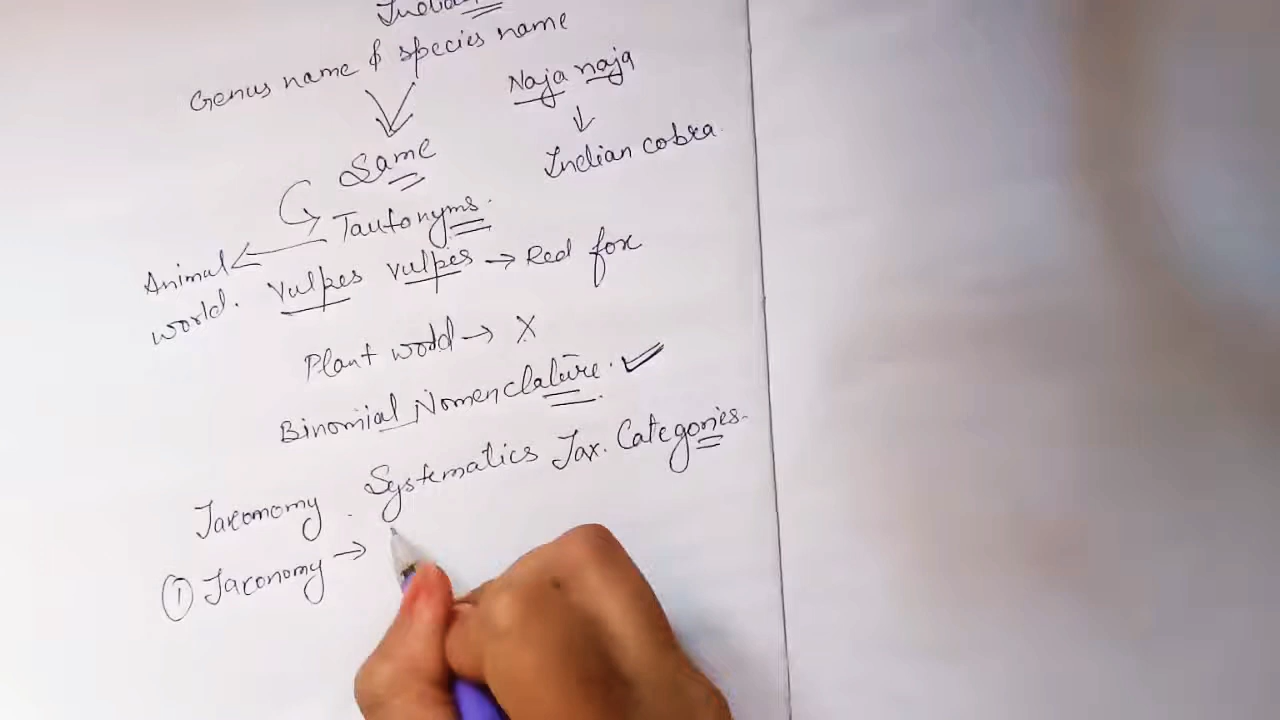 Indian
Genus name & species name
Naja naja
↓
Same
Indian cobra.
Tautonyms.
Animal
world.
Vulpes vulpes → Red fox
Plant world → X
Binomial Nomenclature. ✓
Taxonomy. Systematics Tax. Categories.
① Taxonomy →